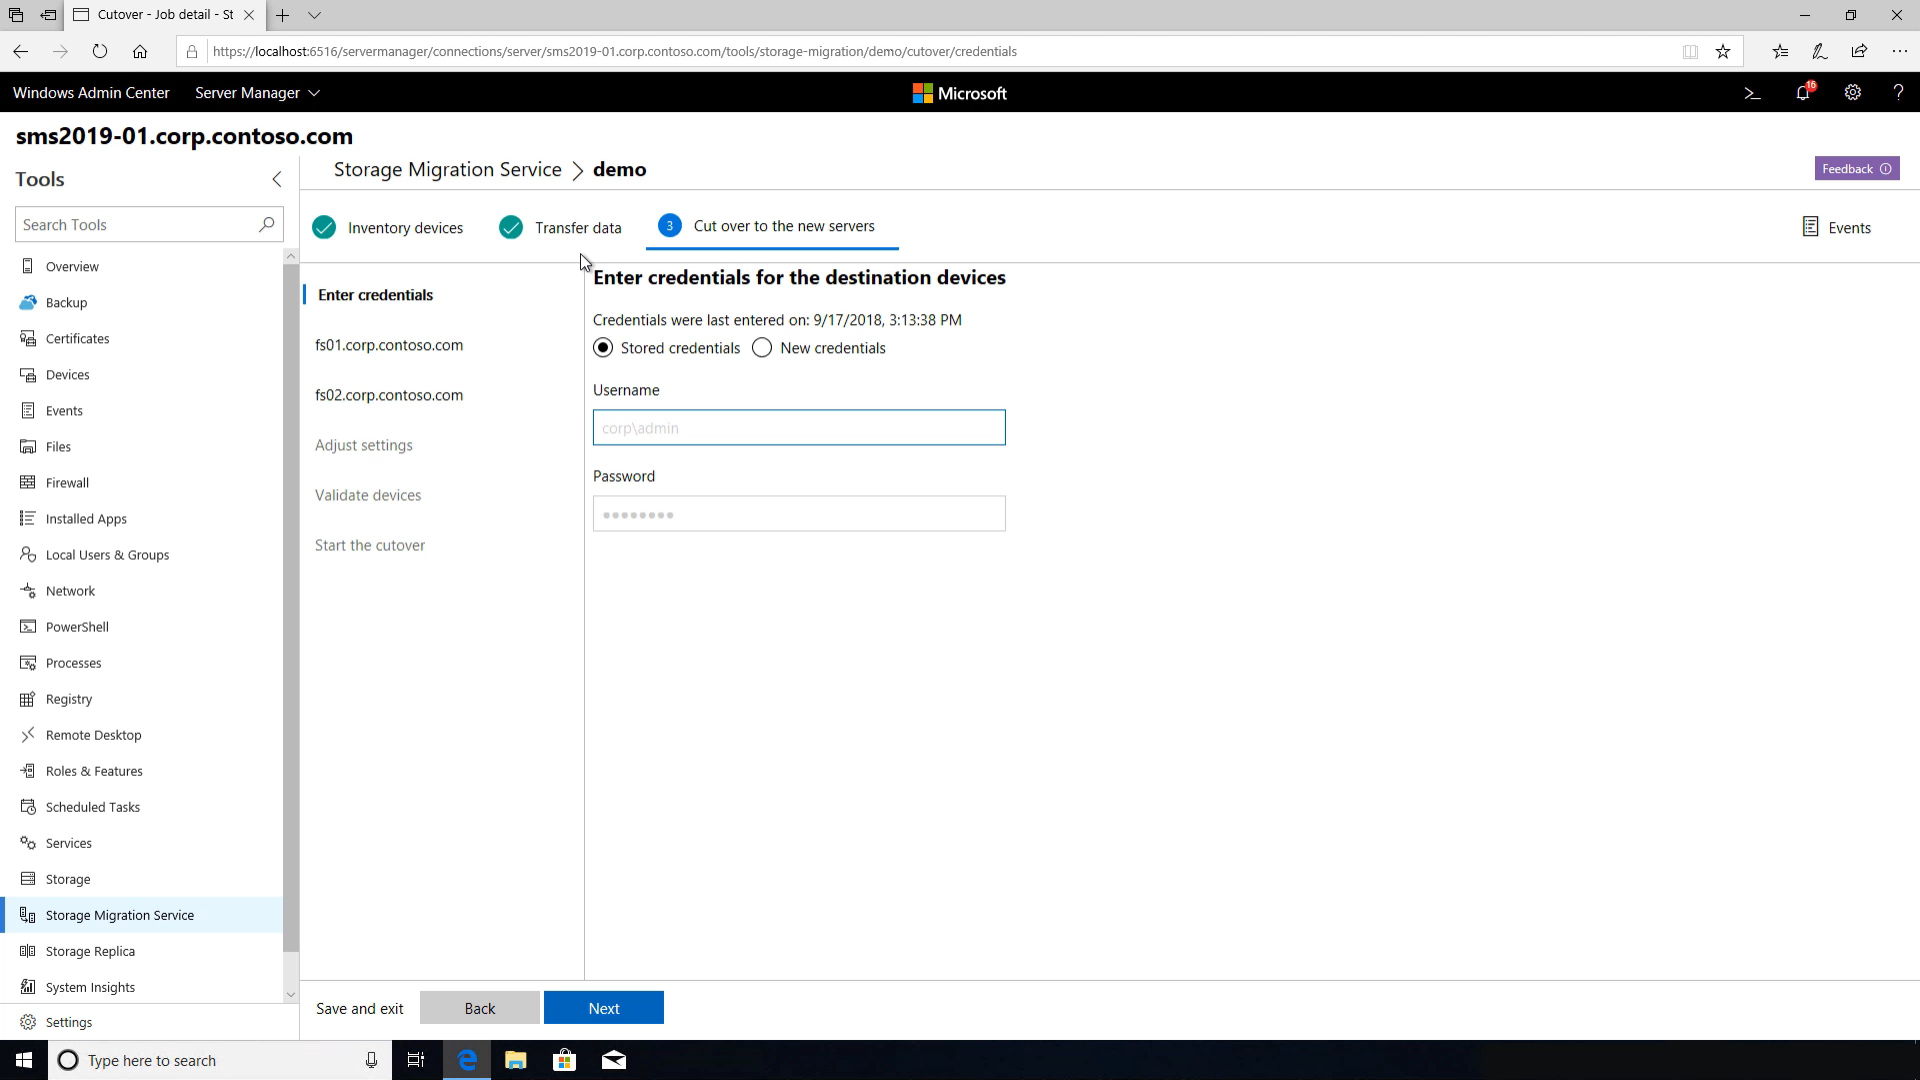 Cutover - Job detail - St
https://localhost:6516/servermanager/connections/server/sms2019-01.corp.contoso.com/tools/storage-migration/demo/cutover/credentials
Windows Admin Center
Server Manager
Microsoft
16
?
sms2019-01.corp.contoso.com
Tools
Storage Migration Service > demo
Feedback
Search Tools
Inventory devices
Transfer data
3 Cut over to the new servers
Events
Overview
Backup
Certificates
Devices
Events
Files
Firewall
Installed Apps
Local Users & Groups
Network
PowerShell
Processes
Registry
Remote Desktop
Roles & Features
Scheduled Tasks
Services
Storage
Storage Migration Service
Storage Replica
System Insights
Settings
Enter credentials
fs01.corp.contoso.com
fs02.corp.contoso.com
Adjust settings
Validate devices
Start the cutover
Enter credentials for the destination devices
Credentials were last entered on: 9/17/2018, 3:13:38 PM
Stored credentials
New credentials
Username
corp\admin
Password
Save and exit
Back
Next
Type here to search